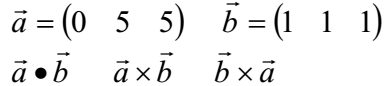 a⃗ = (0 5 5) b⃗ = (1 1 1)
a⃗ • b⃗ a⃗ × b⃗ b⃗ × a⃗